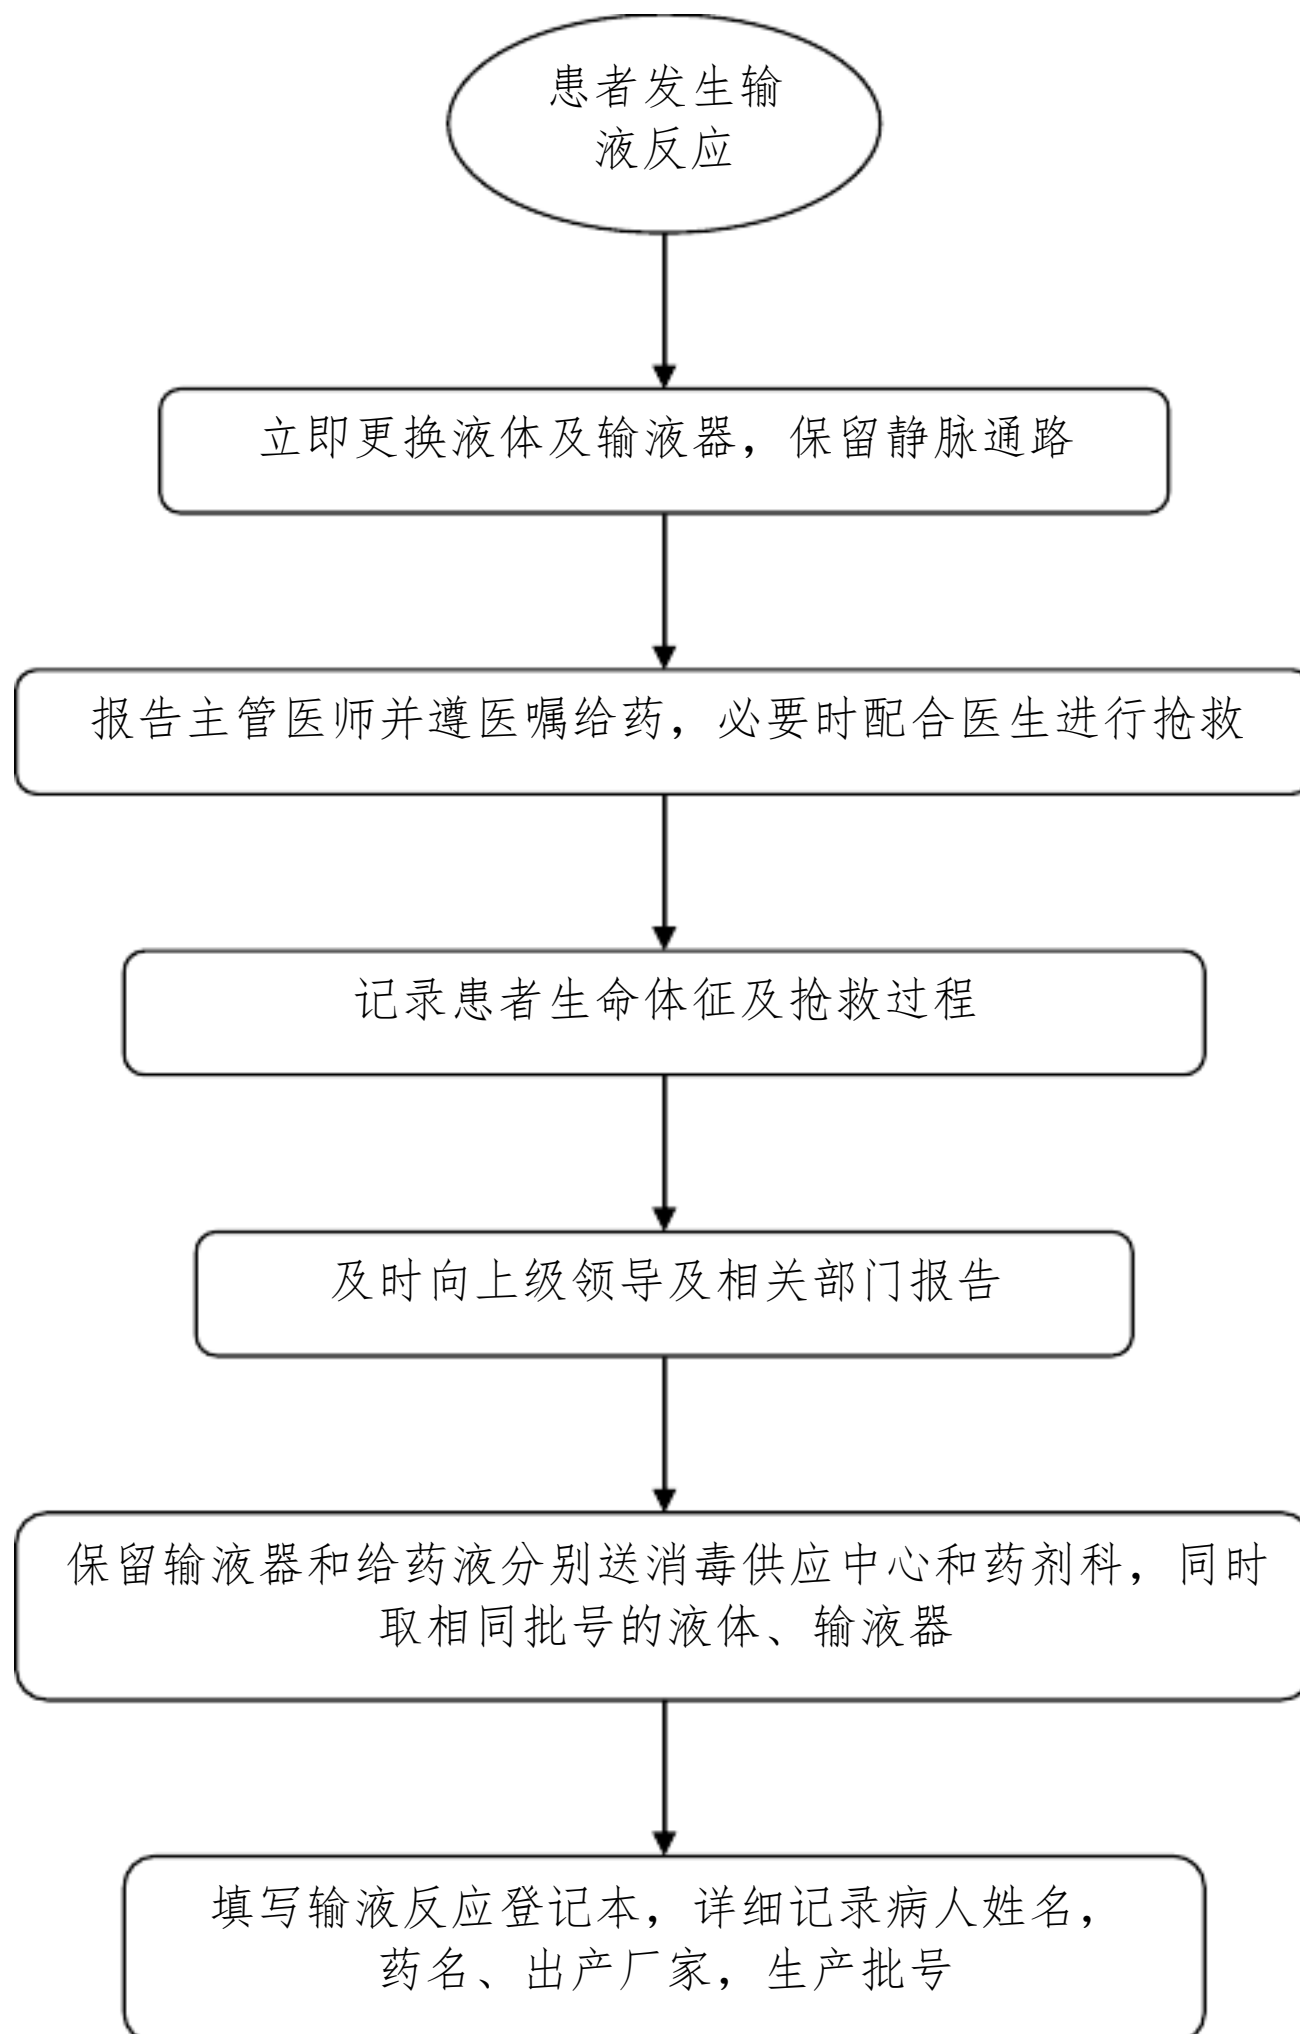 患者发生输
液反应
立即更换液体及输液器，保留静脉通路
报告主管医师并遵医嘱给药，必要时配合医生进行抢救
记录患者生命体征及抢救过程
及时向上级领导及相关部门报告
保留输液器和给药液分别送消毒供应中心和药剂科，同时
取相同批号的液体、输液器
填写输液反应登记本，详细记录病人姓名，
药名、出产厂家，生产批号